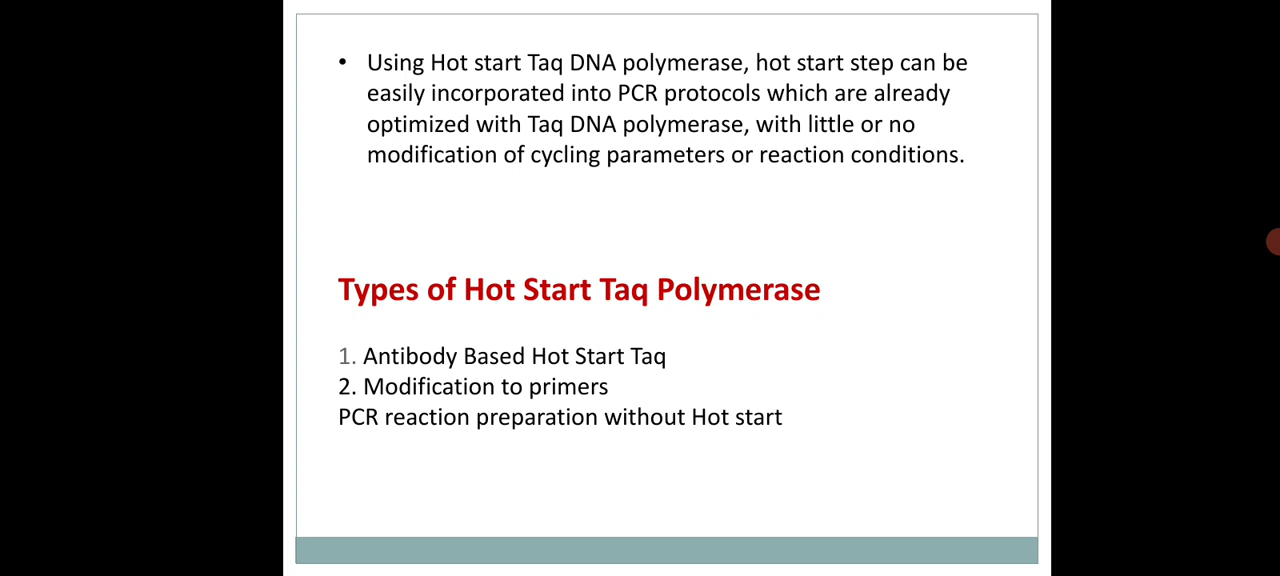 • Using Hot start Taq DNA polymerase, hot start step can be
easily incorporated into PCR protocols which are already
optimized with Taq DNA polymerase, with little or no
modification of cycling parameters or reaction conditions.
Types of Hot Start Taq Polymerase
1. Antibody Based Hot Start Taq
2. Modification to primers
PCR reaction preparation without Hot start